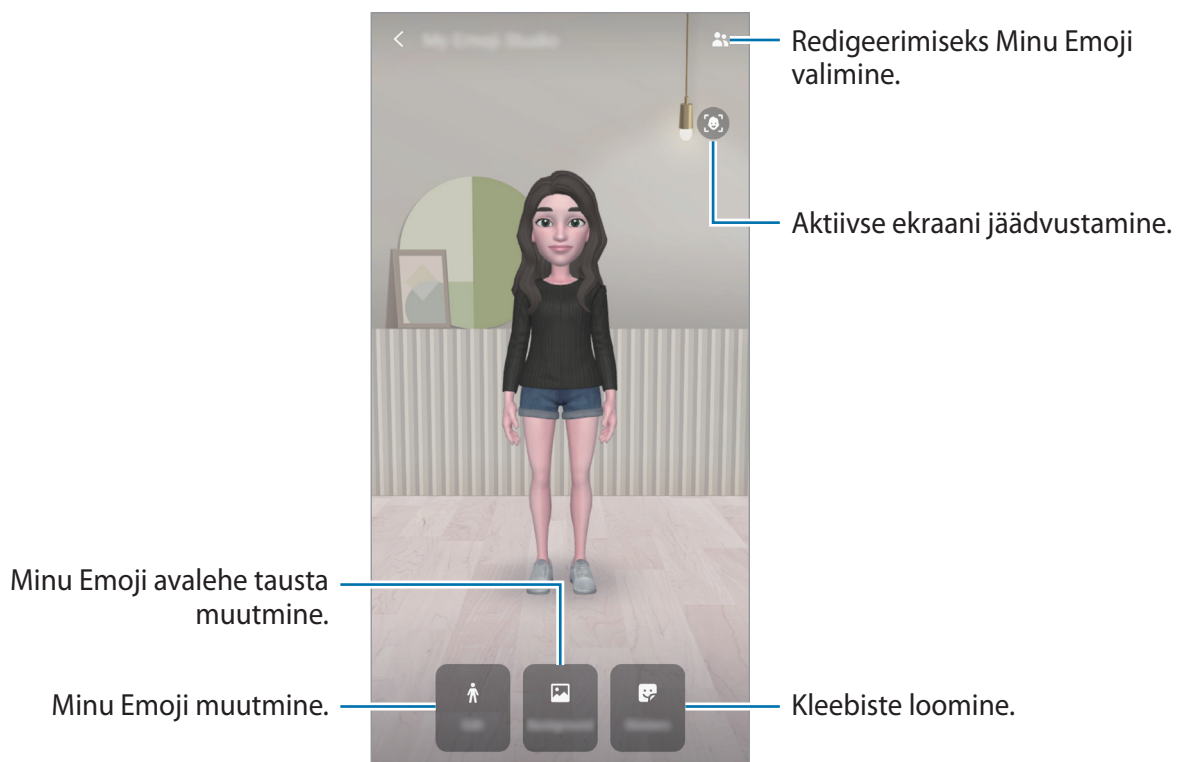 Redigeerimiseks Minu Emoji
valimine.
Aktiivse ekraani jäädvustamine.
Minu Emoji avalehe tausta
muutmine.
Minu Emoji muutmine.
Kleebiste loomine.